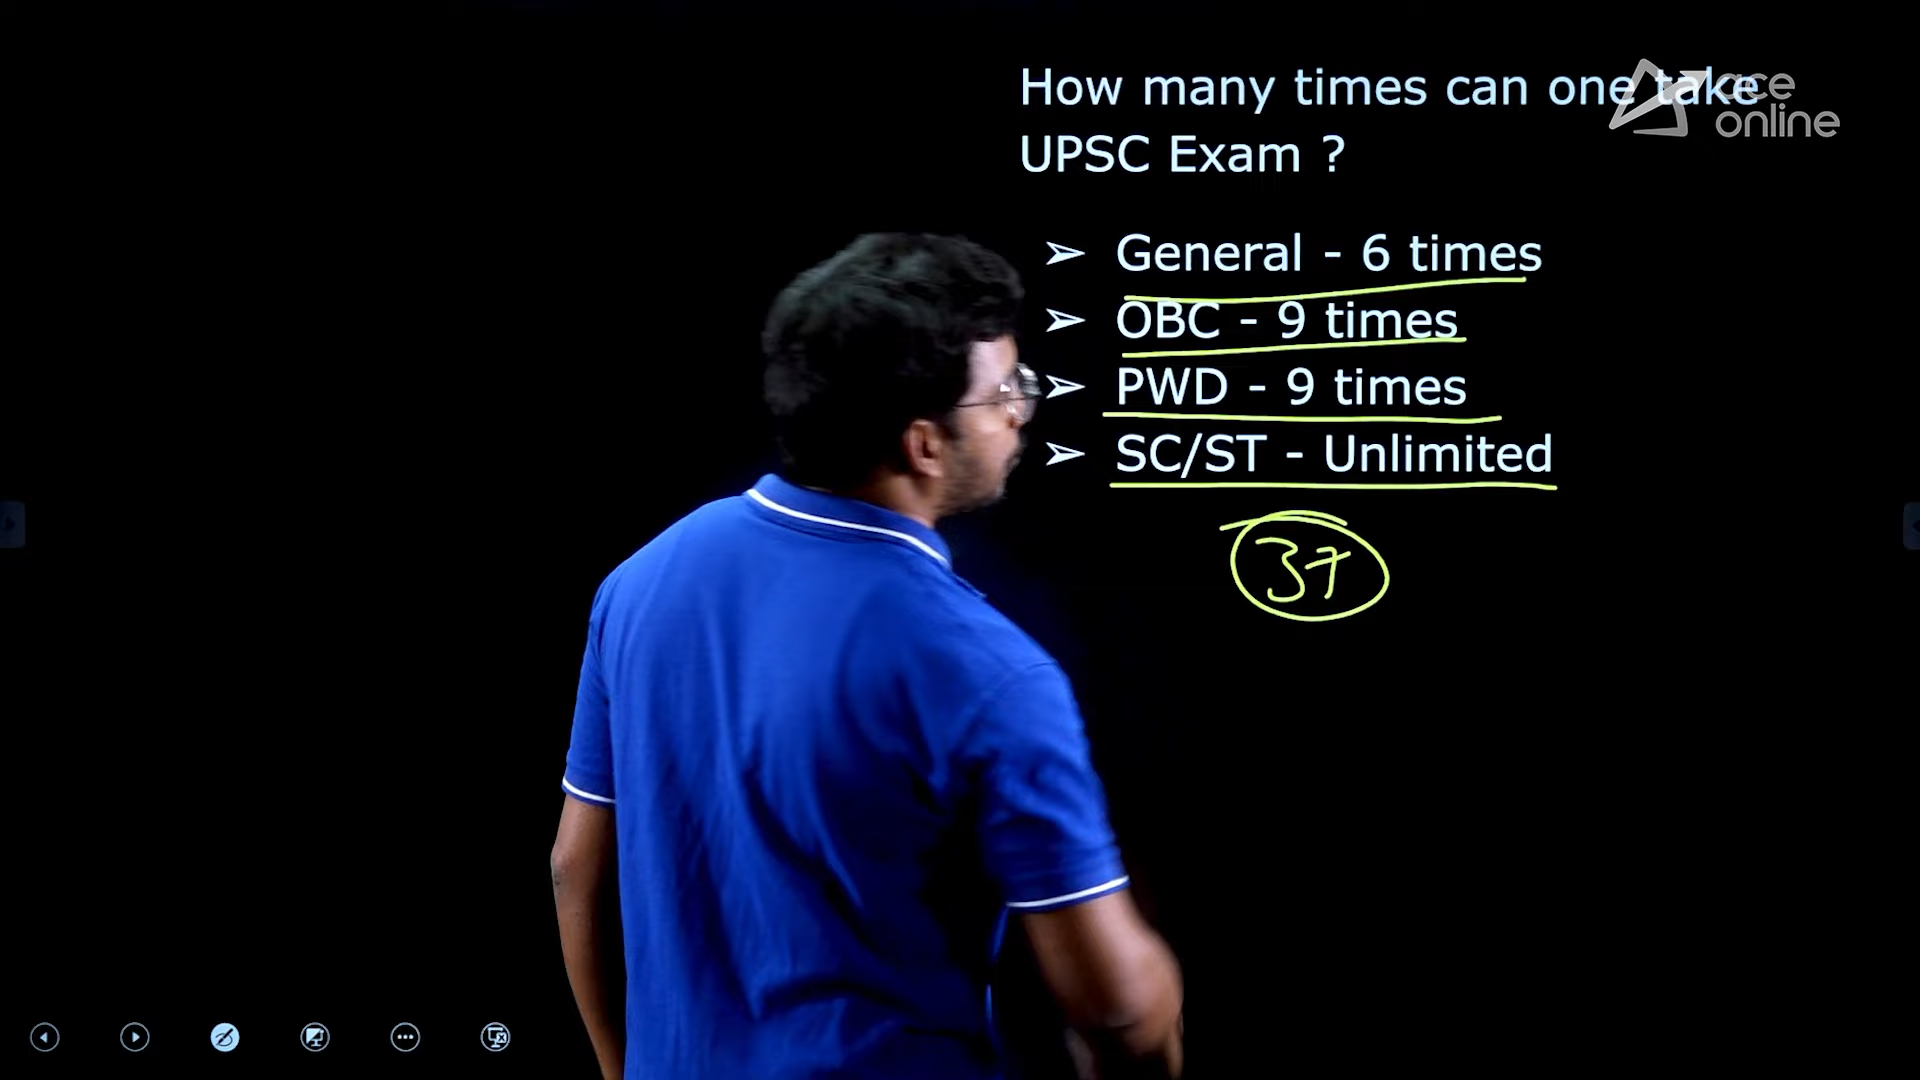 How many times can one take
UPSC Exam ?
ace
online
➢ General - 6 times
➢ OBC - 9 times
➢ PWD - 9 times
➢ SC/ST - Unlimited
37